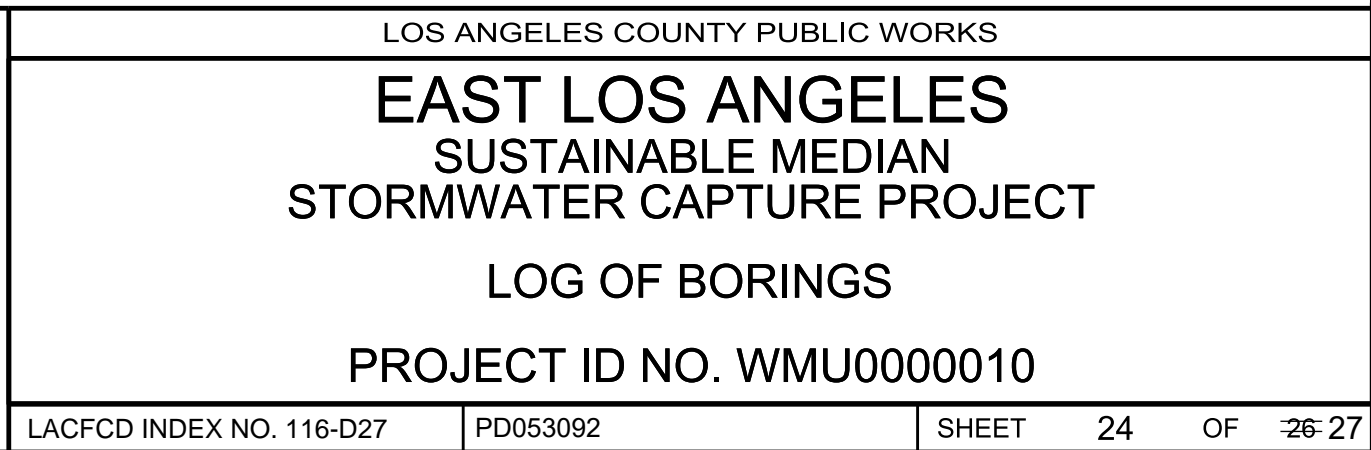 LOS ANGELES COUNTY PUBLIC WORKS
EAST LOS ANGELES
SUSTAINABLE MEDIAN
STORMWATER CAPTURE PROJECT
LOG OF BORINGS
PROJECT ID NO. WMU0000010
LACFCD INDEX NO. 116-D27 PD053092 SHEET 24 OF 26 27